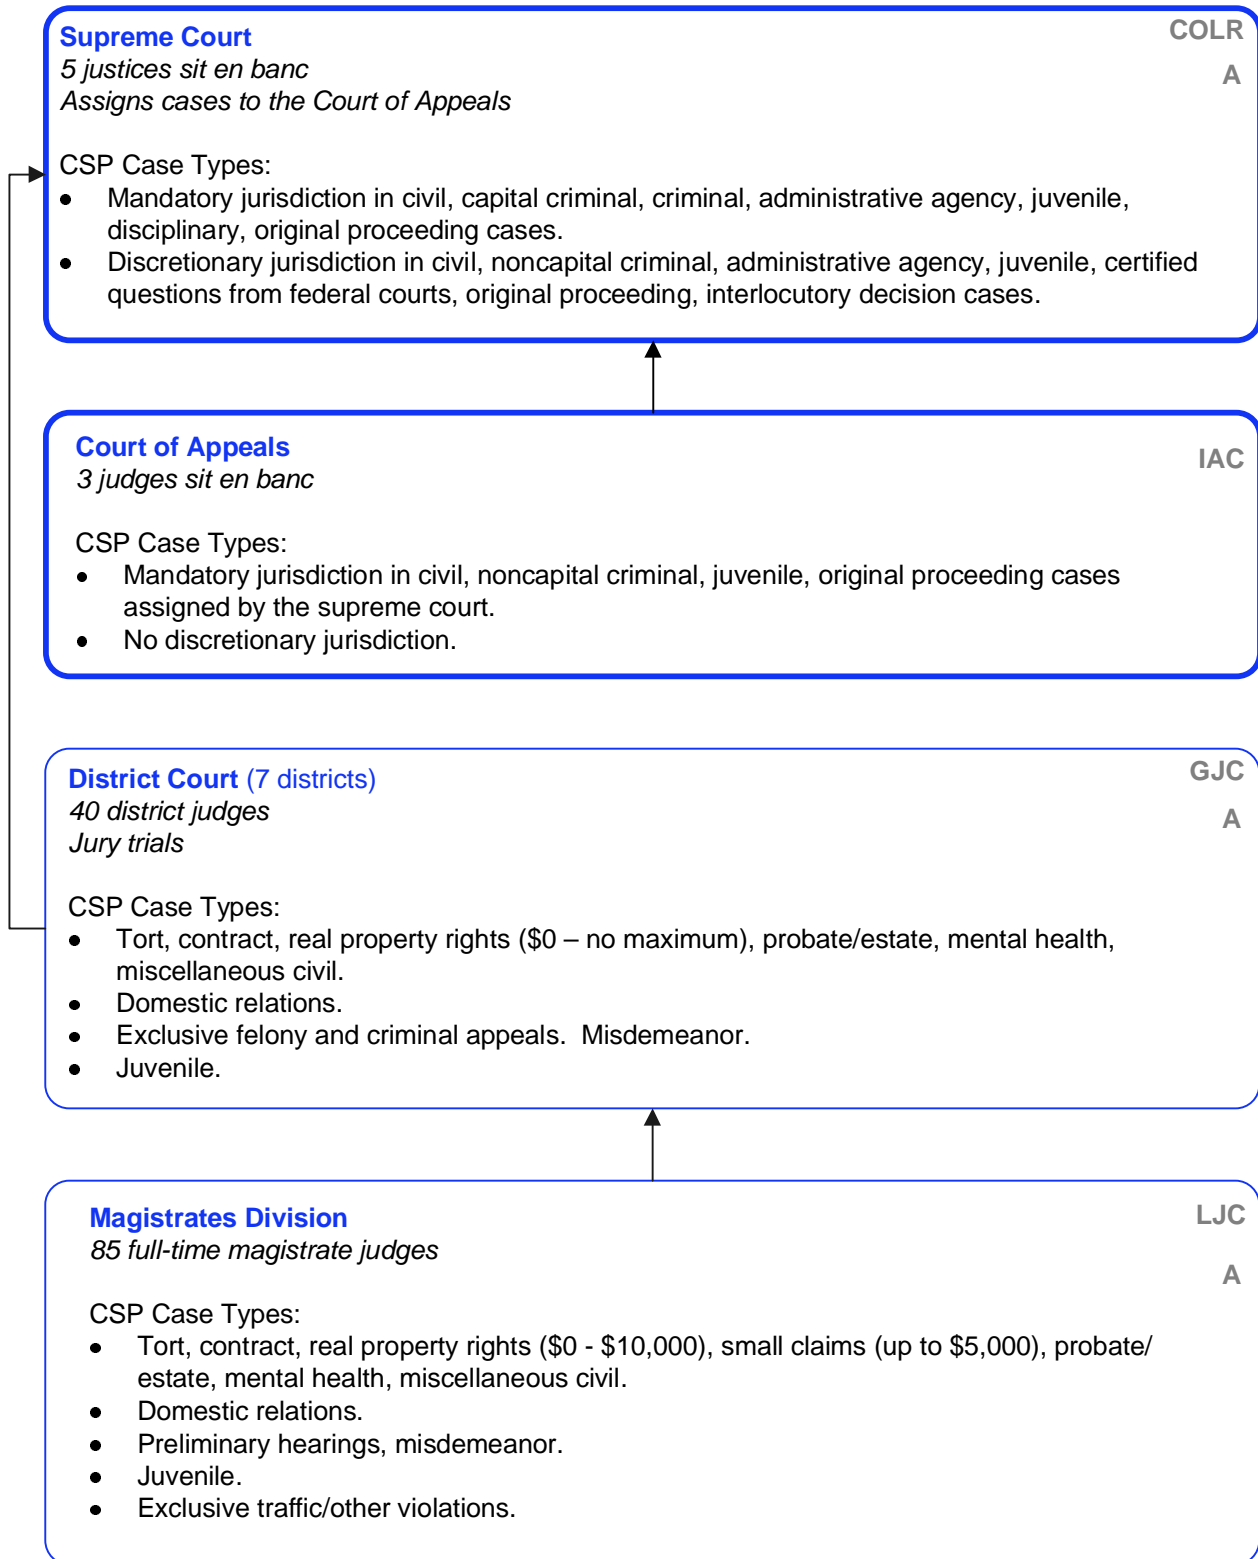 Supreme Court COLR
5 justices sit en banc A
Assigns cases to the Court of Appeals
CSP Case Types:
• Mandatory jurisdiction in civil, capital criminal, criminal, administrative agency, juvenile,
disciplinary, original proceeding cases.
• Discretionary jurisdiction in civil, noncapital criminal, administrative agency, juvenile, certified
questions from federal courts, original proceeding, interlocutory decision cases.
Court of Appeals IAC
3 judges sit en banc
CSP Case Types:
• Mandatory jurisdiction in civil, noncapital criminal, juvenile, original proceeding cases
assigned by the supreme court.
• No discretionary jurisdiction.
District Court (7 districts) GJC
40 district judges A
Jury trials
CSP Case Types:
• Tort, contract, real property rights ($0 – no maximum), probate/estate, mental health,
miscellaneous civil.
• Domestic relations.
• Exclusive felony and criminal appeals.  Misdemeanor.
• Juvenile.
Magistrates Division LJC
85 full-time magistrate judges
A
CSP Case Types:
• Tort, contract, real property rights ($0 - $10,000), small claims (up to $5,000), probate/
estate, mental health, miscellaneous civil.
• Domestic relations.
• Preliminary hearings, misdemeanor.
• Juvenile.
• Exclusive traffic/other violations.